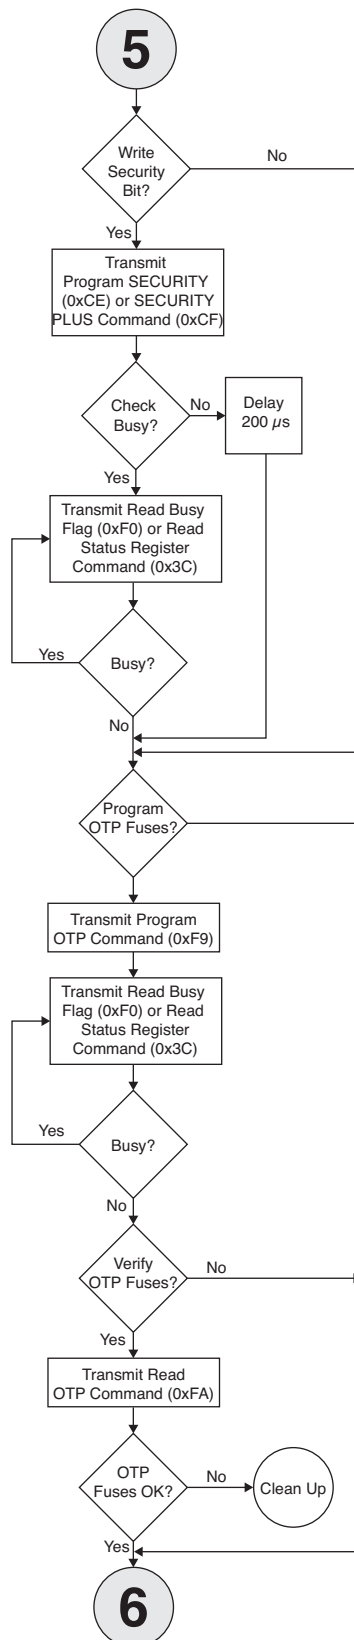 5
Write
Security
Bit?
No
Yes
Transmit
Program SECURITY
(0xCE) or SECURITY
PLUS Command (0xCF)
Check
Busy?
No
Delay
200 µs
Yes
Transmit Read Busy
Flag (0xF0) or Read
Status Register
Command (0x3C)
Yes
Busy?
No
Program
OTP Fuses?
Transmit Program
OTP Command (0xF9)
Transmit Read Busy
Flag (0xF0) or Read
Status Register
Command (0x3C)
Yes
Busy?
No
Verify
OTP Fuses?
No
Yes
Transmit Read
OTP Command (0xFA)
OTP
Fuses OK?
No
Clean Up
Yes
6